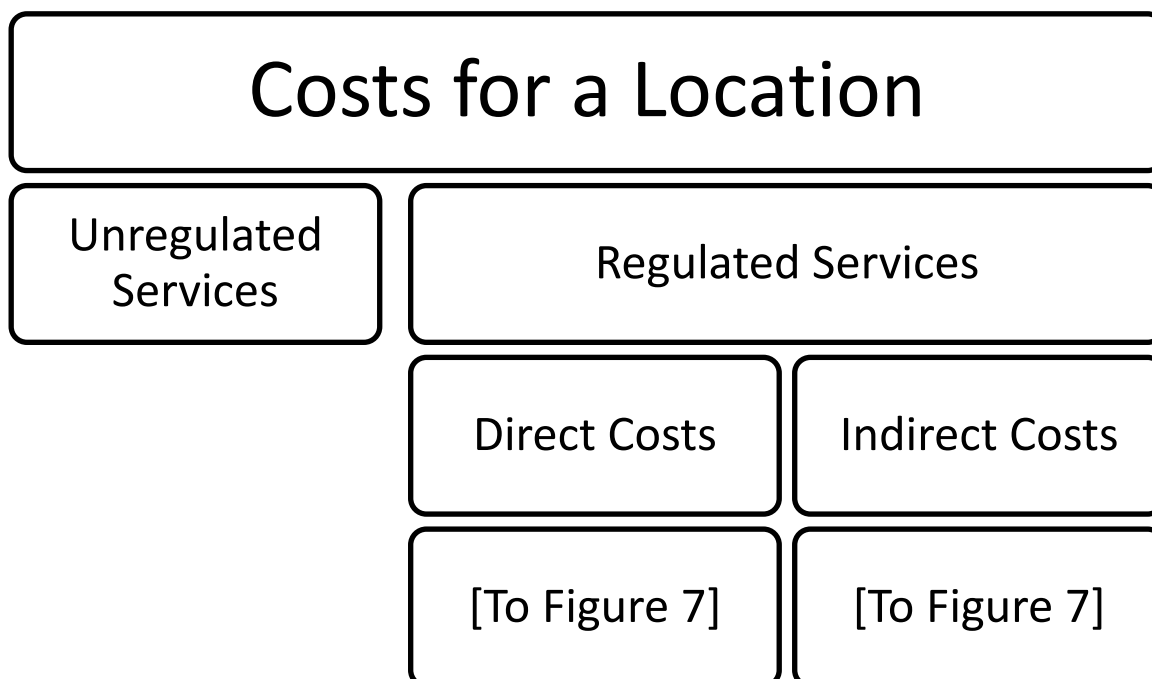 Costs for a Location
Unregulated
Services
Regulated Services
Direct Costs
Indirect Costs
[To Figure 7]
[To Figure 7]